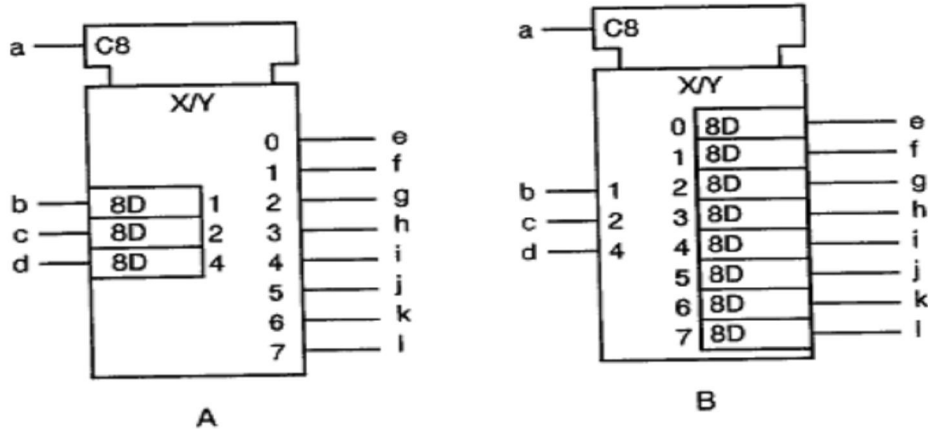 a C8
X/Y
0 e
1 f
b 8D 1 2 g
c 8D 2 3 h
d 8D 4 4 i
5 j
6 k
7 l
A
a C8
X/Y
0 8D e
1 8D f
b 1 2 8D g
c 2 3 8D h
d 4 4 8D i
5 8D j
6 8D k
7 8D l
B